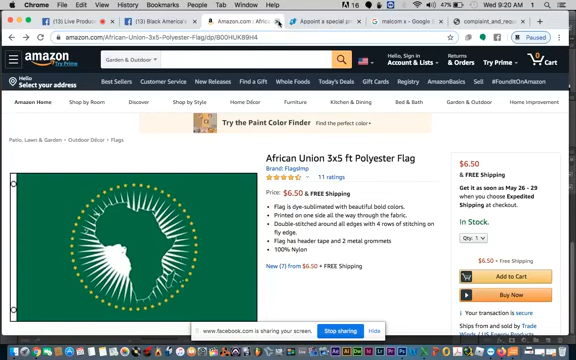 Chrome File Edit View History Bookmarks People Tab Window Help
(13) Live Produc
(3) Black America's
Amazon.com : Africa
Appoint a special pr
malcom x - Google S
complaint_and_requ
amazon.com/African-Union-3x5-Polyester-Flag/dp/B00HUK89H4
Paused
amazon
Try Prime
Garden & Outdoor
Hello, Sign in
Account & Lists
Returns
& Orders
Try Prime
0
Cart
Hello
Select your address
Best Sellers Customer Service New Releases Find a Gift Whole Foods Today's Deals Gift Cards Registry AmazonBasics Sell #FoundItOnAmazon
Amazon Home Shop by Room Discover Shop by Style Home Décor Furniture Kitchen & Dining Bed & Bath Garden & Outdoor Home Improvement
Try the Paint Color Finder Find the perfect color
Patio, Lawn & Garden › Outdoor Décor › Flags
African Union 3x5 ft Polyester Flag
Brand: Flagsimp
11 ratings
Price: $6.50 & FREE Shipping
Flag is dye-sublimated with beautiful bold colors.
Printed on one side all the way through the fabric.
Double-stitched around all edges with 4 rows of stitching on
fly edge.
Flag has header tape and 2 metal grommets
100% Nylon
New (7) from $6.50 + FREE Shipping
$6.50
& FREE Shipping
Get it as soon as May 26 - 29
when you choose Expedited
Shipping at checkout.
In Stock.
Qty: 1
$6.50 + Free Shipping
Add to Cart
Buy Now
Your transaction is secure
Ships from and sold by Trade
Winds / US Energy Products
www.facebook.com is sharing your screen.
Stop sharing
Hide